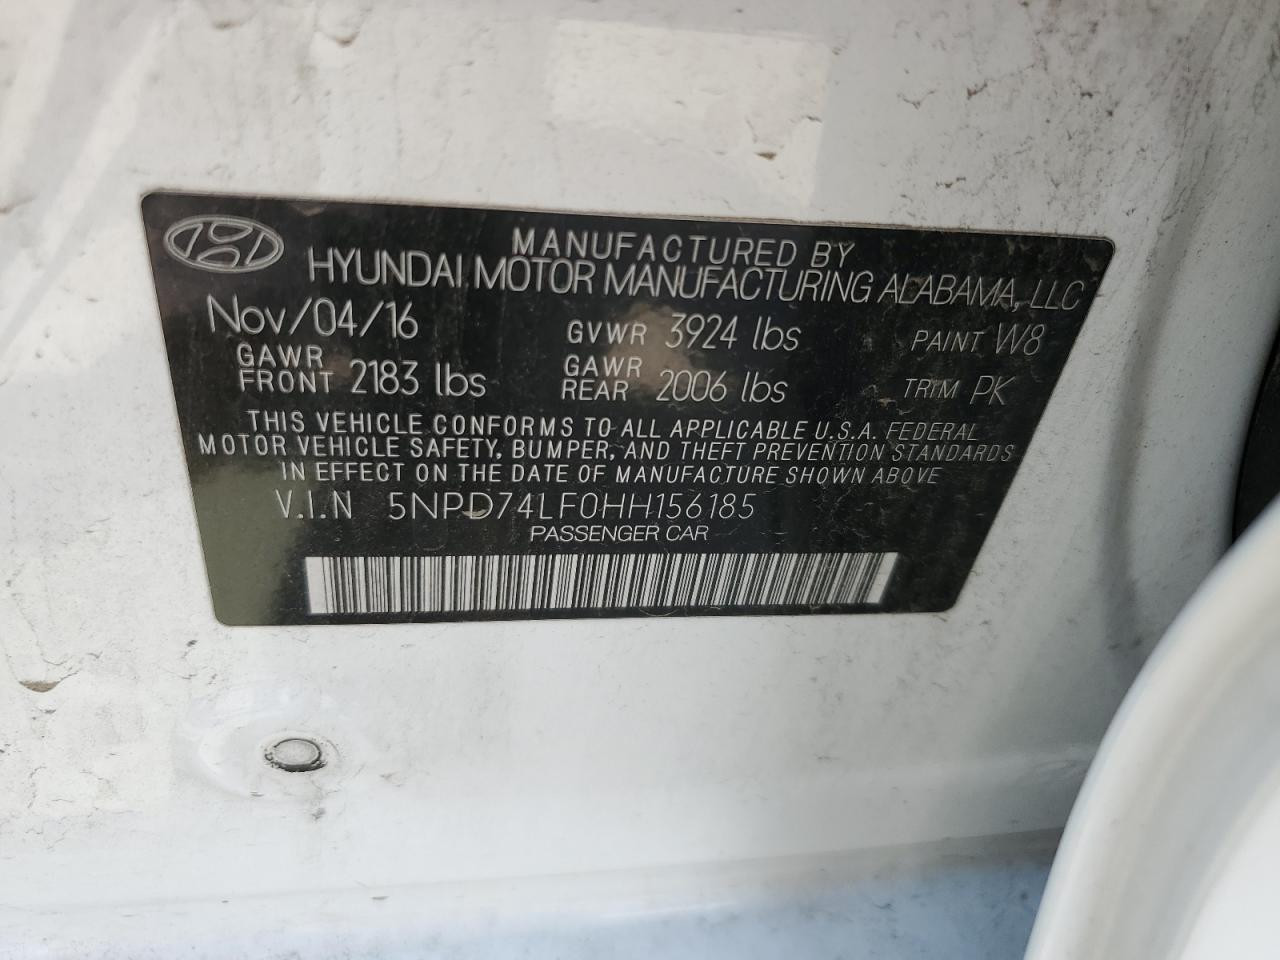 MANUFACTURED BY
HYUNDAI MOTOR MANUFACTURING ALABAMA, LLC
Nov/04/16 GVWR 3924 lbs PAINT W8
GAWR FRONT 2183 lbs GAWR REAR 2006 lbs TRIM PK
THIS VEHICLE CONFORMS TO ALL APPLICABLE U.S.A. FEDERAL
MOTOR VEHICLE SAFETY, BUMPER, AND THEFT PREVENTION STANDARDS
IN EFFECT ON THE DATE OF MANUFACTURE SHOWN ABOVE
V.I.N 5NPD74LF0HH156185
PASSENGER CAR